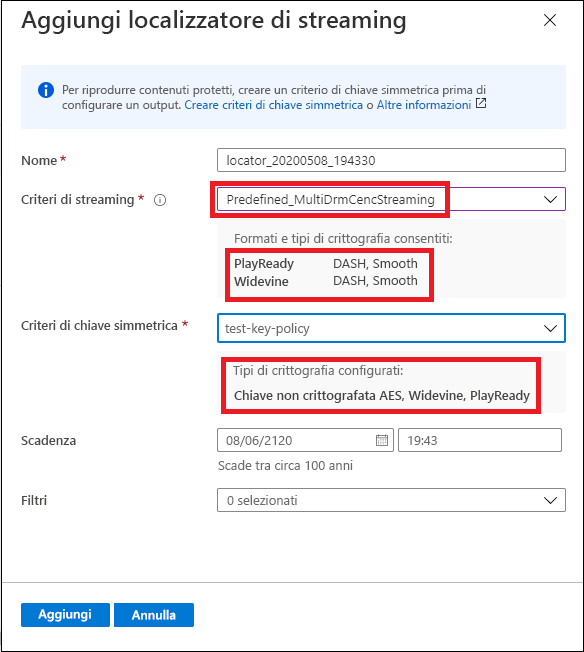 Aggiungi localizzatore di streaming
Per riprodurre contenuti protetti, creare un criterio di chiave simmetrica prima di
configurare un output. Creare criteri di chiave simmetrica o Altre informazioni
Nome *
locator_20200508_194330
Criteri di streaming *
Predefined_MultiDrmCencStreaming
Formati e tipi di crittografia consentiti:
PlayReady DASH, Smooth
Widevine DASH, Smooth
Criteri di chiave simmetrica *
test-key-policy
Tipi di crittografia configurati:
Chiave non crittografata AES, Widevine, PlayReady
Scadenza
08/06/2120 19:43
Scade tra circa 100 anni
Filtri
0 selezionati
Aggiungi Annulla